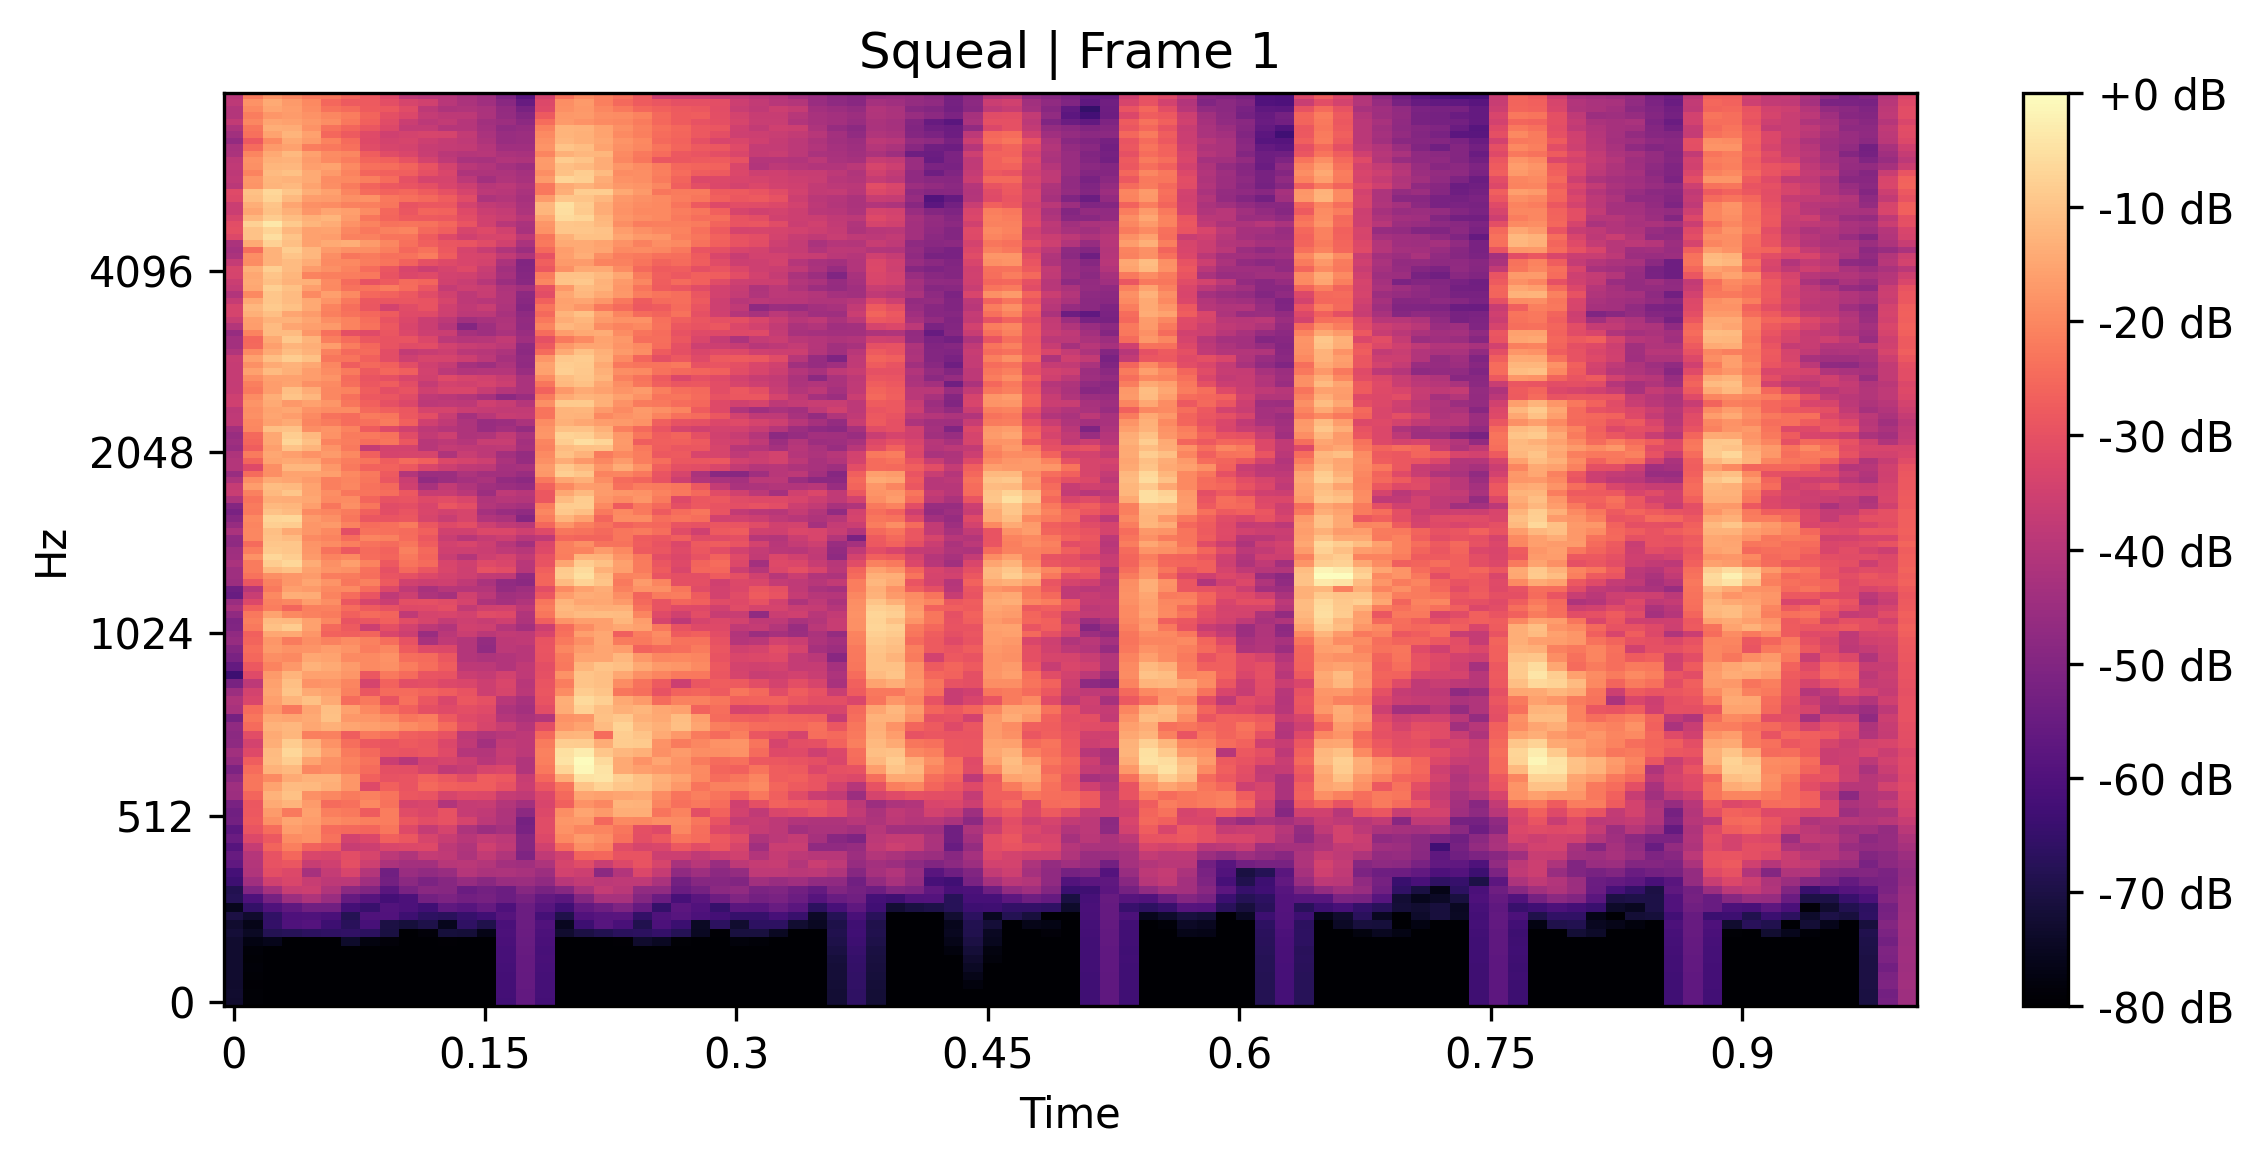 Squeal | Frame 1
Hz
4096
2048
1024
512
0
0 0.15 0.3 0.45 0.6 0.75 0.9
Time
+0 dB
-10 dB
-20 dB
-30 dB
-40 dB
-50 dB
-60 dB
-70 dB
-80 dB